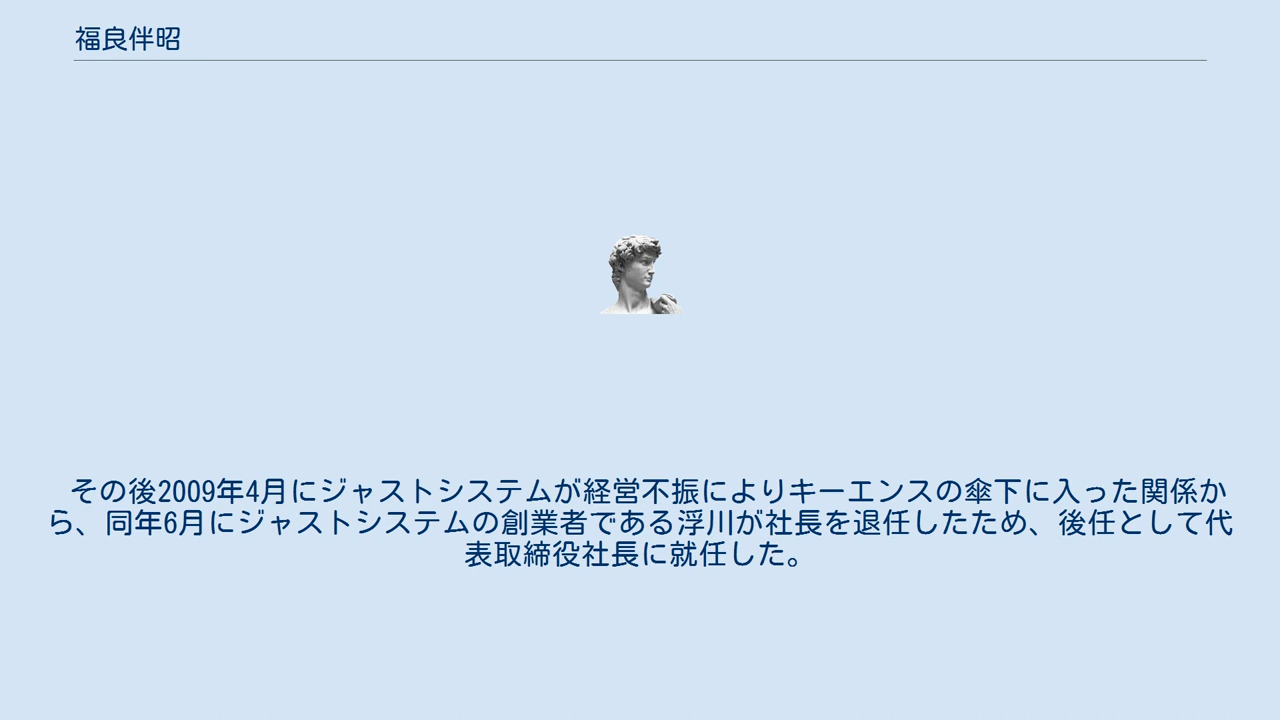 福良伴昭
その後2009年4月にジャストシステムが経営不振によりキーエンスの傘下に入った関係か
ら、同年6月にジャストシステムの創業者である浮川が社長を退任したため、後任として代
表取締役社長に就任した。